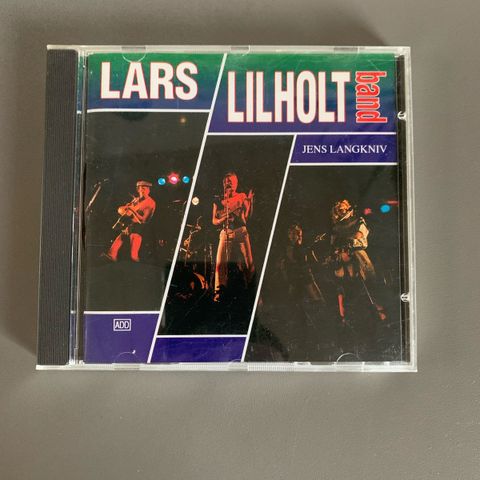 LARS
LILHOLT
band
JENS LANGKNIV
ADD